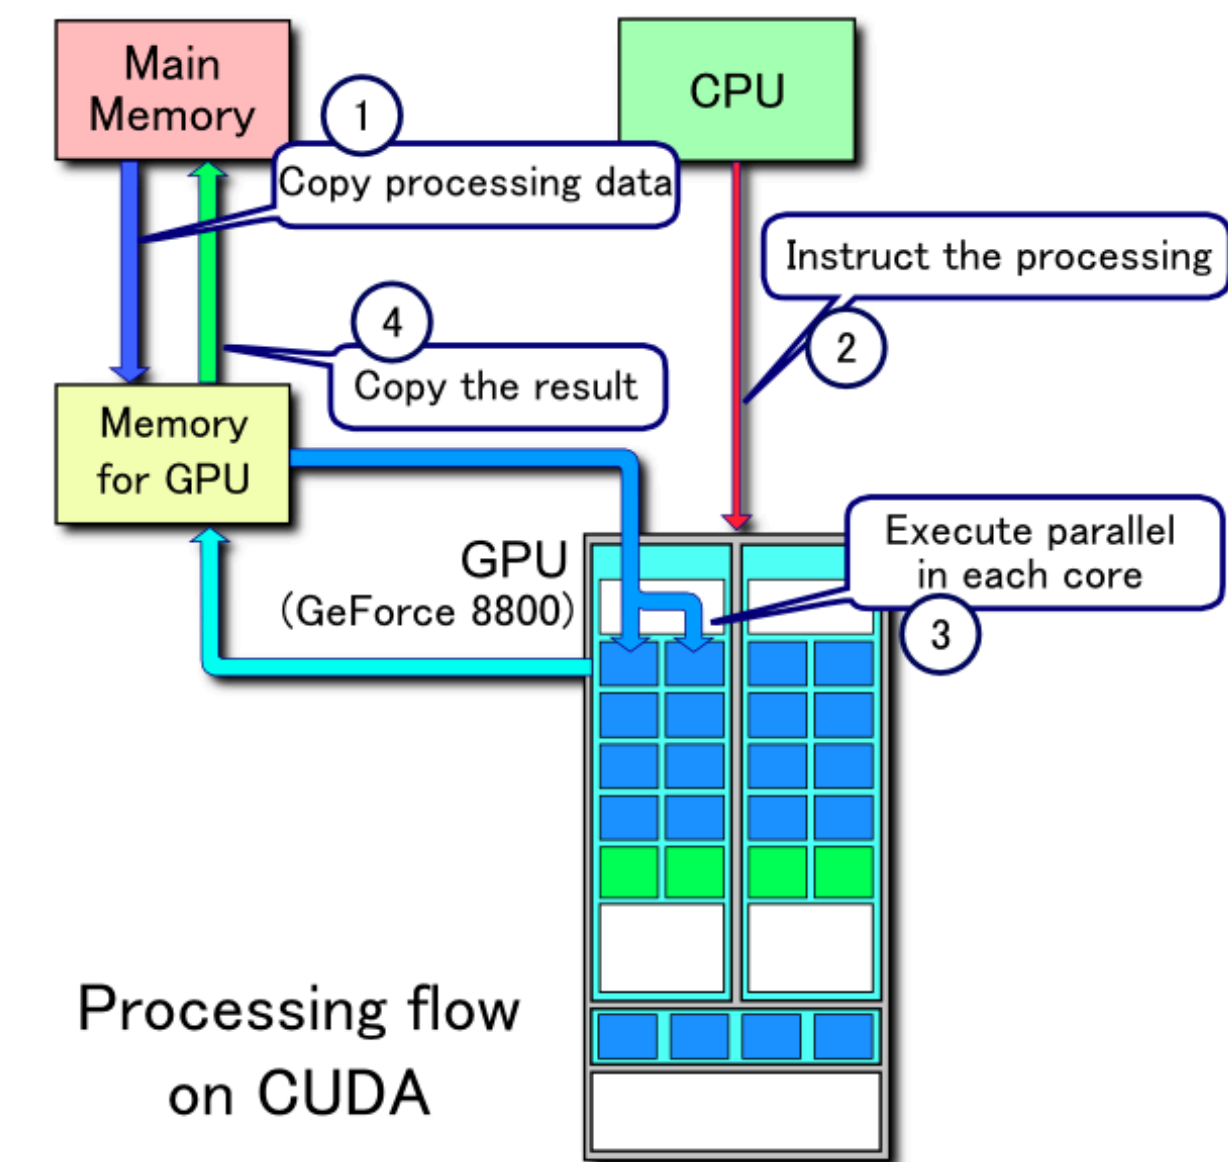 Main
Memory
CPU
1
Copy processing data
Instruct the processing
2
4
Copy the result
Memory
for GPU
GPU
(GeForce 8800)
Execute parallel
in each core
3
Processing flow
on CUDA